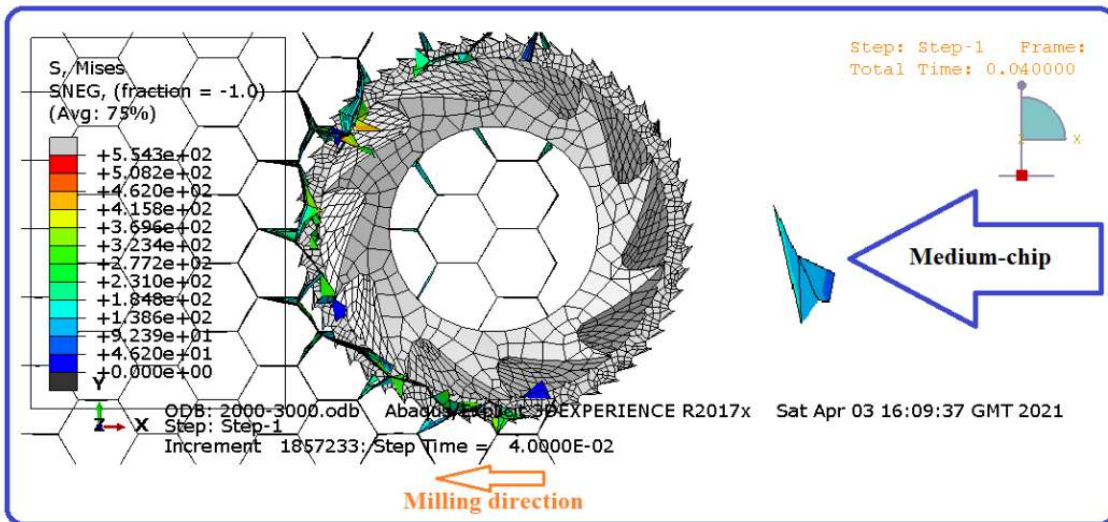 S, Mises
SNEG, (fraction = -1.0)
(Avg: 75%)
+5.543e+02
+5.082e+02
+4.620e+02
+4.158e+02
+3.696e+02
+3.234e+02
+2.772e+02
+2.310e+02
+1.848e+02
+1.386e+02
+9.239e+01
+4.620e+01
+0.000e+00
Step: Step-1 Frame:
Total Time: 0.040000
X
Medium-chip
Y
Z X
ODB: 2000-3000.odb Abaqus/Explicit 3DEXPERIENCE R2017x Sat Apr 03 16:09:37 GMT 2021
Step: Step-1
Increment 1857233: Step Time = 4.0000E-02
Milling direction